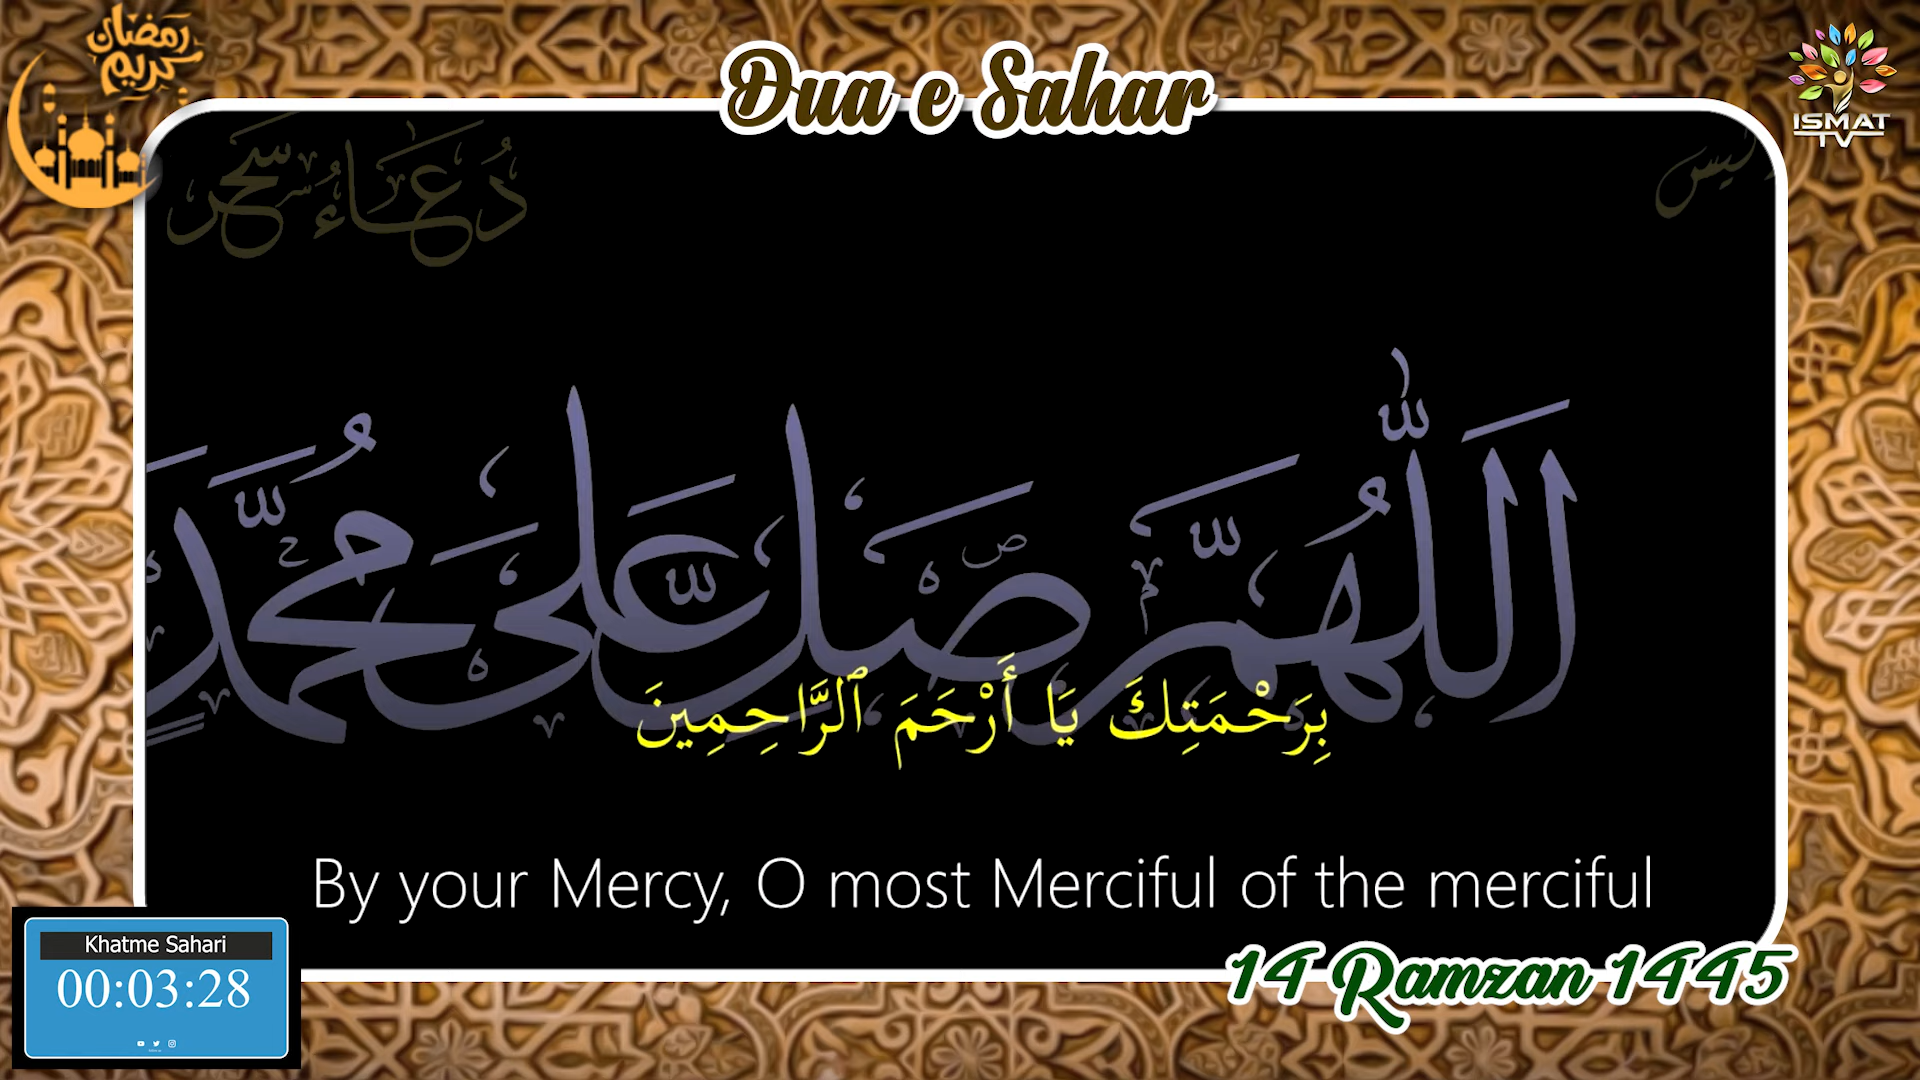 رمضان
كريم
Dua e Sahar
ISMAT
TV
دُعَاءُ سَحَر
اَللّٰهُمَّ صَلِّ عَلىٰ مُحَمَّدٍ
بِرَحْمَتِكَ يَا أَرْحَمَ ٱلرَّاحِمِينَ
By your Mercy, O most Merciful of the merciful
Khatme Sahari
00:03:28
14 Ramzan 1445